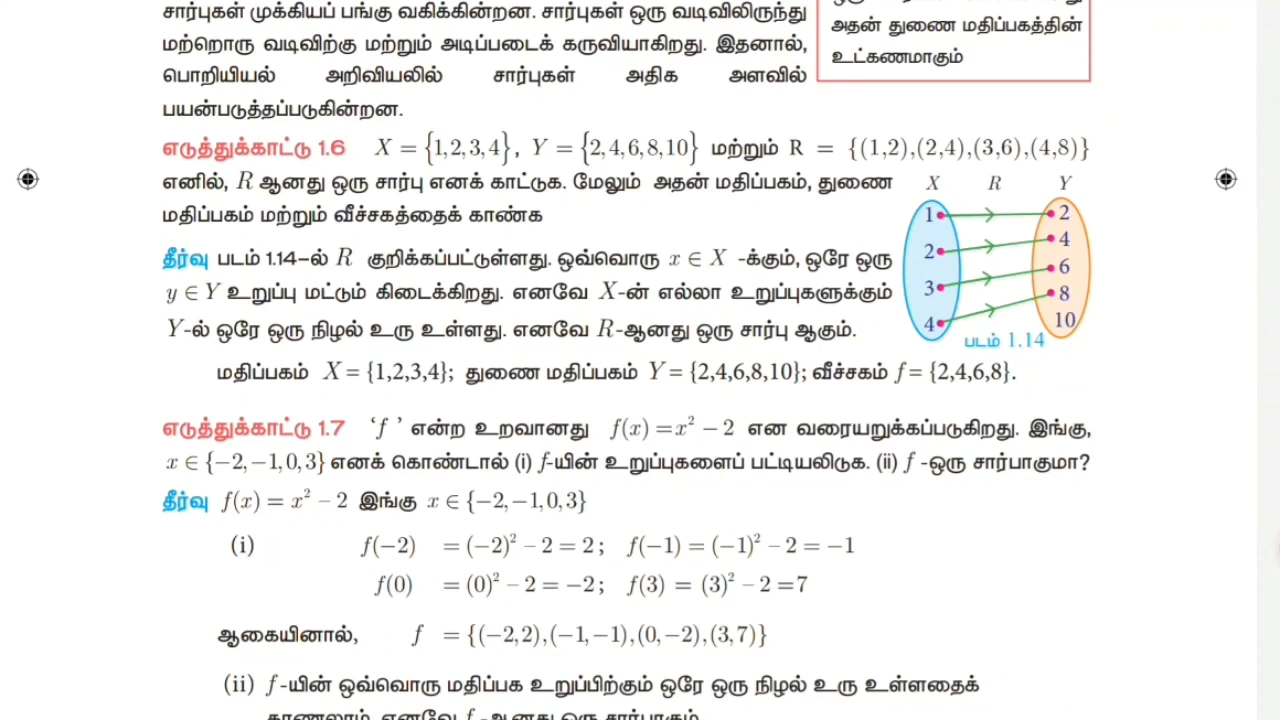 சார்புகள் முக்கியப் பங்கு வகிக்கின்றன. சார்புகள் ஒரு வடிவிலிருந்து
மற்றொரு வடிவிற்கு மற்றும் அடிப்படைக் கருவியாகிறது. இதனால்,
பொறியியல் அறிவியலில் சார்புகள் அதிக அளவில்
பயன்படுத்தப்படுகின்றன.
அதன் துணை மதிப்பகத்தின்
உட்கணமாகும்
எடுத்துக்காட்டு 1.6 X = {1,2,3,4}, Y = {2,4,6,8,10} மற்றும் R = {(1,2),(2,4),(3,6),(4,8)}
எனில், R ஆனது ஒரு சார்பு எனக் காட்டுக. மேலும் அதன் மதிப்பகம், துணை
மதிப்பகம் மற்றும் வீச்சகத்தைக் காண்க
தீர்வு படம் 1.14–ல் R குறிக்கப்பட்டுள்ளது. ஒவ்வொரு x ∈ X -க்கும், ஒரே ஒரு
y ∈ Y உறுப்பு மட்டும் கிடைக்கிறது. எனவே X-ன் எல்லா உறுப்புகளுக்கும்
Y-ல் ஒரே ஒரு நிழல் உரு உள்ளது. எனவே R-ஆனது ஒரு சார்பு ஆகும்.
X R Y
1 2
2 4
3 6
4 8
10
படம் 1.14
மதிப்பகம் X = {1,2,3,4}; துணை மதிப்பகம் Y = {2,4,6,8,10}; வீச்சகம் f = {2,4,6,8}.
எடுத்துக்காட்டு 1.7 ‘f ’ என்ற உறவானது f(x) = x² – 2 என வரையறுக்கப்படுகிறது. இங்கு,
x ∈ {−2,−1,0,3} எனக் கொண்டால் (i) f-யின் உறுப்புகளைப் பட்டியலிடுக. (ii) f -ஒரு சார்பாகுமா?
தீர்வு f(x) = x² – 2 இங்கு x ∈ {−2,−1,0,3}
(i) f(−2) = (−2)² – 2 = 2 ; f(−1) = (−1)² – 2 = −1
f(0) = (0)² – 2 = −2 ; f(3) = (3)² – 2 =7
ஆகையினால், f = {(−2,2),(−1,−1),(0,−2),(3,7)}
(ii) f -யின் ஒவ்வொரு மதிப்பக உறுப்பிற்கும் ஒரே ஒரு நிழல் உரு உள்ளதைக்
காணலாம். எனவே f -ஆனது ஒரு சார்பாகும்.